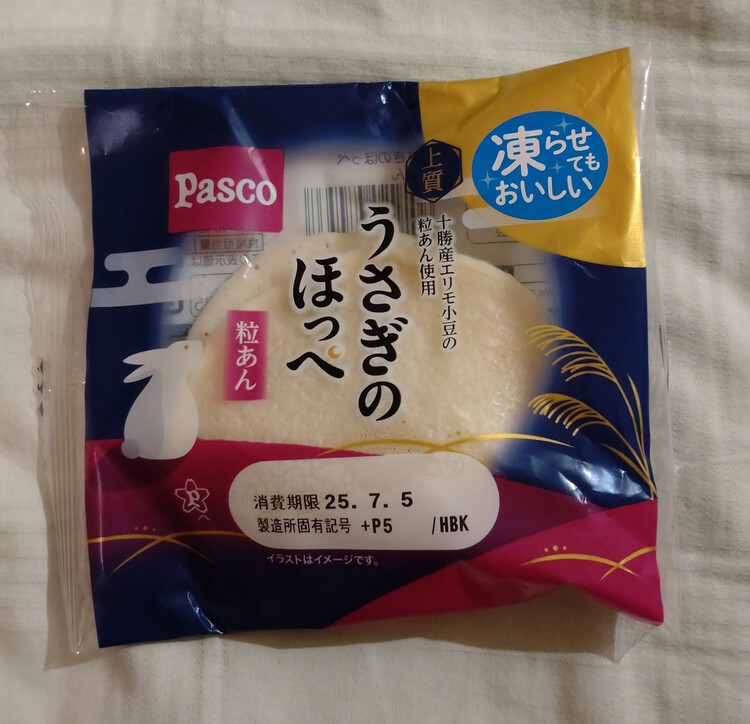 Pasco
凍らせ
ても
おいしい
上質
十勝産エリモ小豆の
粒あん使用
うさぎの
ほっぺ
粒あん
P
消費期限 25. 7. 5
製造所固有記号 +P5 /HBK
イラストはイメージです。